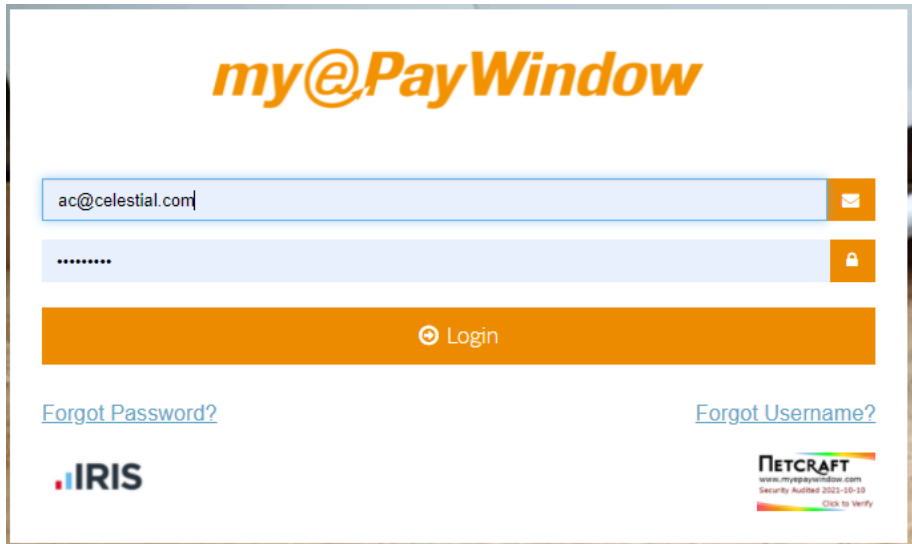 my@PayWindow
ac@celestial.com
•••••••••
Login
Forgot Password?
Forgot Username?
IRIS
NETCRAFT
www.myepaywindow.com
Security Audited 2021-10-10
Click to Verify